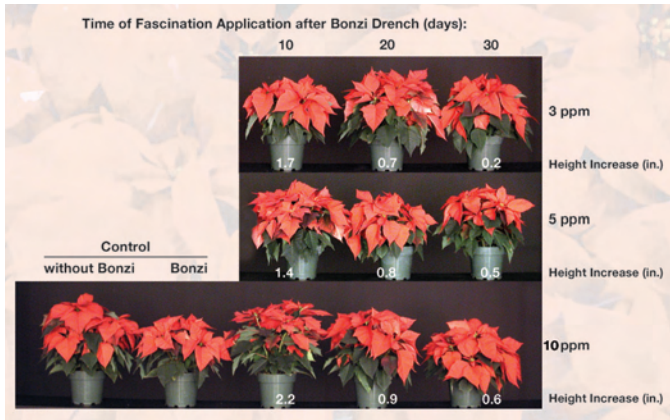 Time of Fascination Application after Bonzi Drench (days):
10 20 30
3 ppm
1.7 0.7 0.2 Height Increase (in.)
5 ppm
Control
without Bonzi Bonzi
1.4 0.8 0.5 Height Increase (in.)
10 ppm
2.2 0.9 0.6 Height Increase (in.)